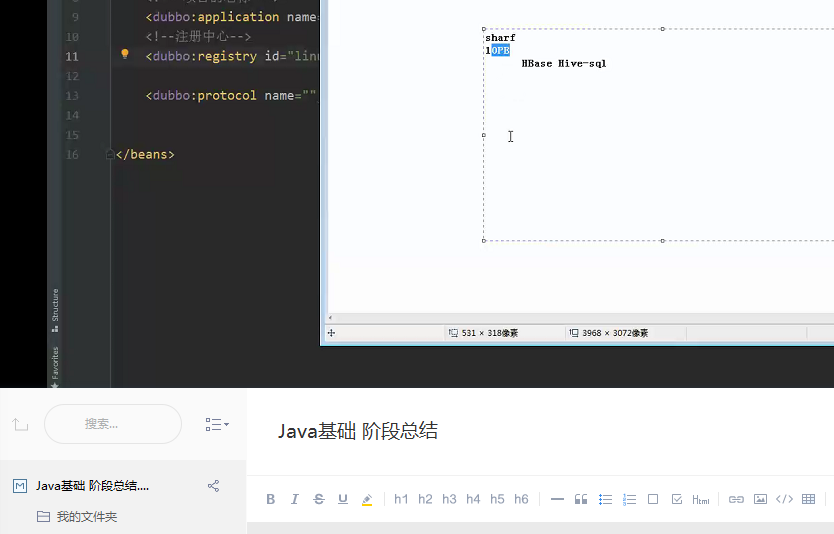 9 <dubbo:application name=
10 <!--注册中心-->
11 <dubbo:registry id="lin
12
13 <dubbo:protocol name=""
14
15
16 </beans>
Structure
Favorites
sharf
10PB
HBase Hive-sql
531 × 318像素
3968 × 3072像素
搜索...
Java基础 阶段总结
M Java基础 阶段总结....
我的文件夹
B I S U h1 h2 h3 h4 h5 h6 Html